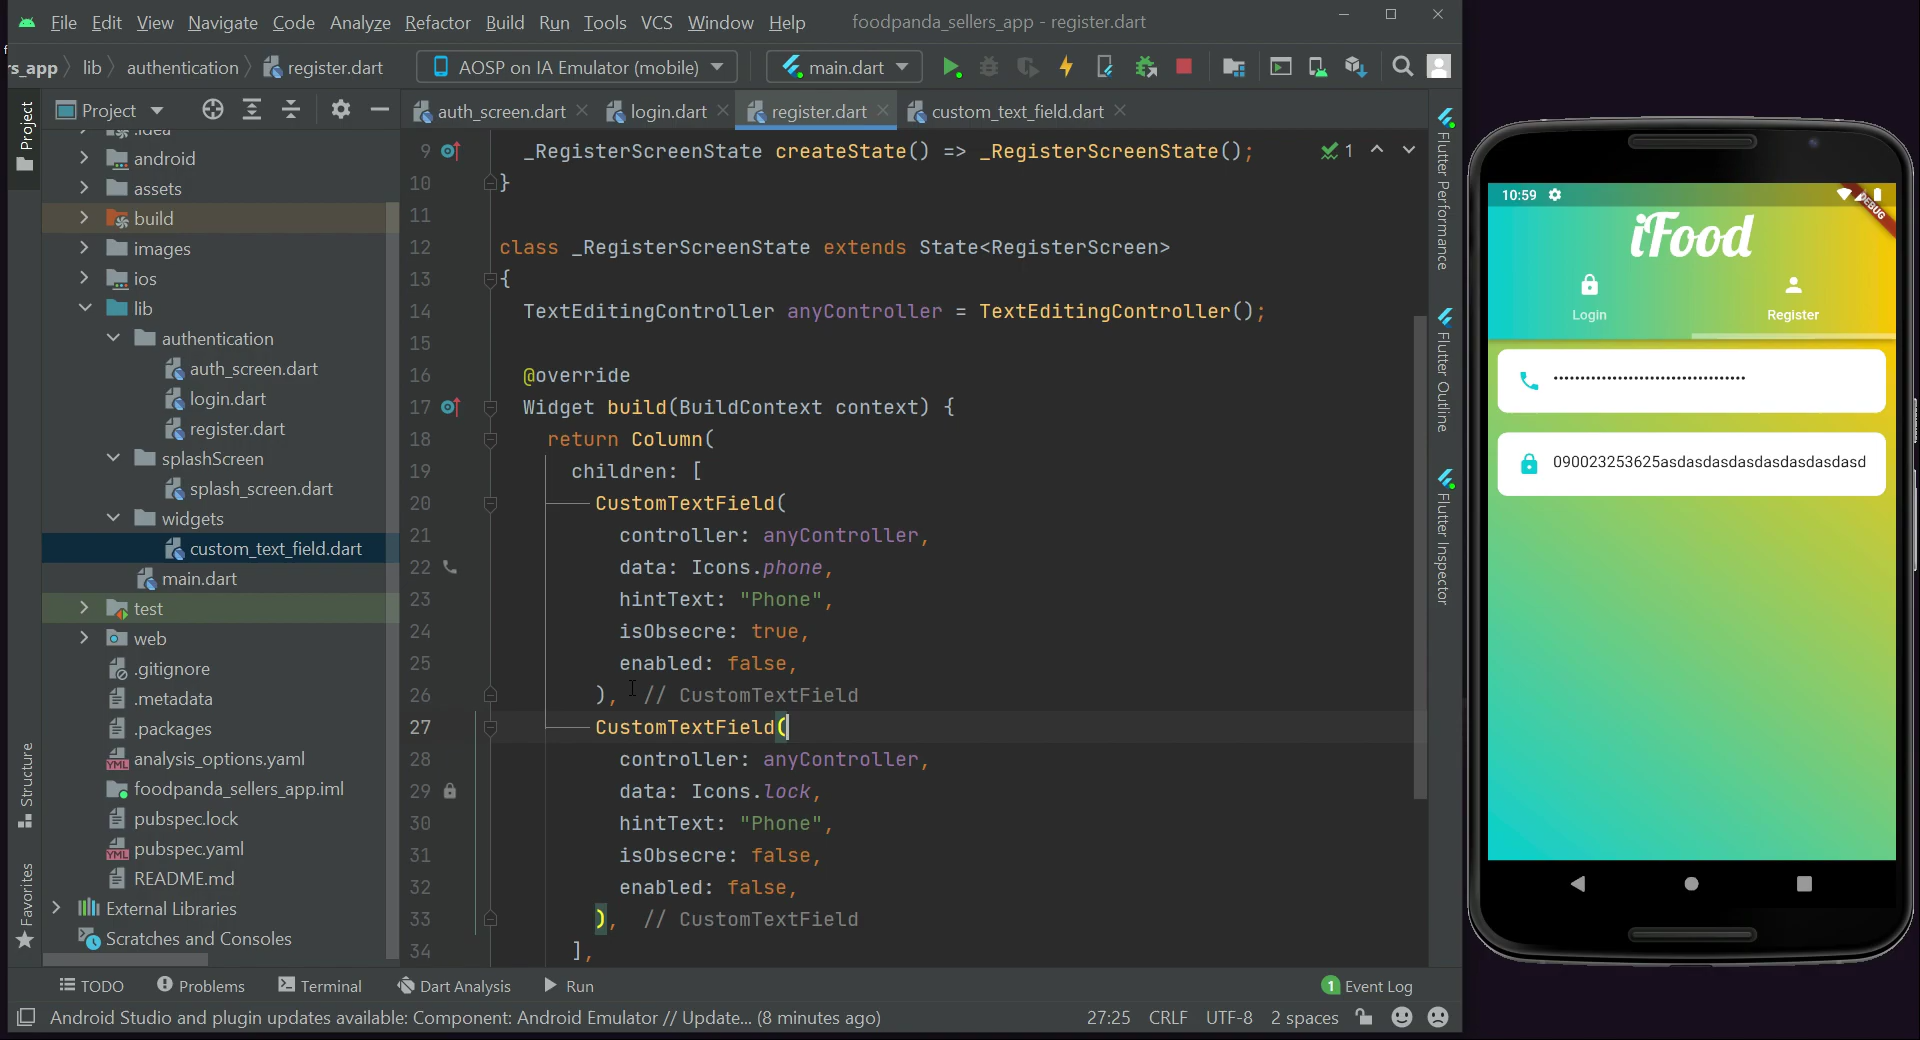 File Edit View Navigate Code Analyze Refactor Build Run Tools VCS Window Help foodpanda_sellers_app - register.dart
rs_app lib authentication register.dart AOSP on IA Emulator (mobile) main.dart
Project
auth_screen.dart login.dart register.dart custom_text_field.dart
Project
Structure
Favorites
.idea
android
assets
build
images
ios
lib
authentication
auth_screen.dart
login.dart
register.dart
splashScreen
splash_screen.dart
widgets
custom_text_field.dart
main.dart
test
web
.gitignore
.metadata
.packages
analysis_options.yaml
foodpanda_sellers_app.iml
pubspec.lock
pubspec.yaml
README.md
External Libraries
Scratches and Consoles
9 _RegisterScreenState createState() => _RegisterScreenState(); 1
10 }
11
12 class _RegisterScreenState extends State<RegisterScreen>
13 {
14 TextEditingController anyController = TextEditingController();
15
16 @override
17 Widget build(BuildContext context) {
18 return Column(
19 children: [
20 CustomTextField(
21 controller: anyController,
22 data: Icons.phone,
23 hintText: "Phone",
24 isObsecre: true,
25 enabled: false,
26 ), // CustomTextField
27 CustomTextField(
28 controller: anyController,
29 data: Icons.lock,
30 hintText: "Phone",
31 isObsecre: false,
32 enabled: false,
33 ), // CustomTextField
34 ],
Flutter Performance
Flutter Outline
Flutter Inspector
TODO Problems Terminal Dart Analysis Run 1 Event Log
Android Studio and plugin updates available: Component: Android Emulator // Update... (8 minutes ago) 27:25 CRLF UTF-8 2 spaces
10:59
DEBUG
iFood
Login Register
090023253625asdasdasdasdasdasdasd